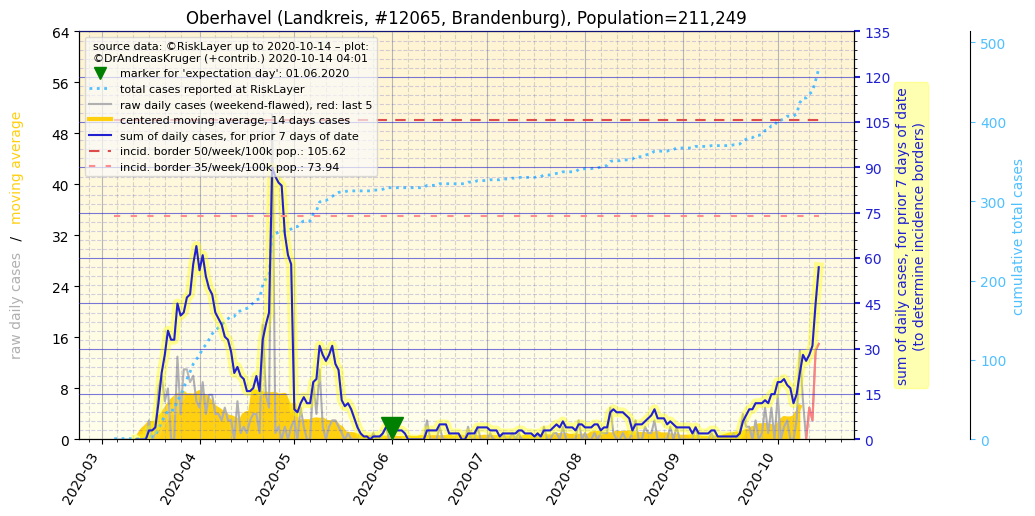 Oberhavel (Landkreis, #12065, Brandenburg), Population=211,249
source data: ©RiskLayer up to 2020-10-14 – plot:
©DrAndreasKruger (+contrib.) 2020-10-14 04:01
marker for 'expectation day': 01.06.2020
total cases reported at RiskLayer
raw daily cases (weekend-flawed), red: last 5
centered moving average, 14 days cases
sum of daily cases, for prior 7 days of date
incid. border 50/week/100k pop.: 105.62
incid. border 35/week/100k pop.: 73.94
raw daily cases / moving average
64
56
48
40
32
24
16
8
0
2020-03
2020-04
2020-05
2020-06
2020-07
2020-08
2020-09
2020-10
135
120
105
90
75
60
45
30
15
0
sum of daily cases, for prior 7 days of date
(to determine incidence borders)
500
400
300
200
100
0
cumulative total cases